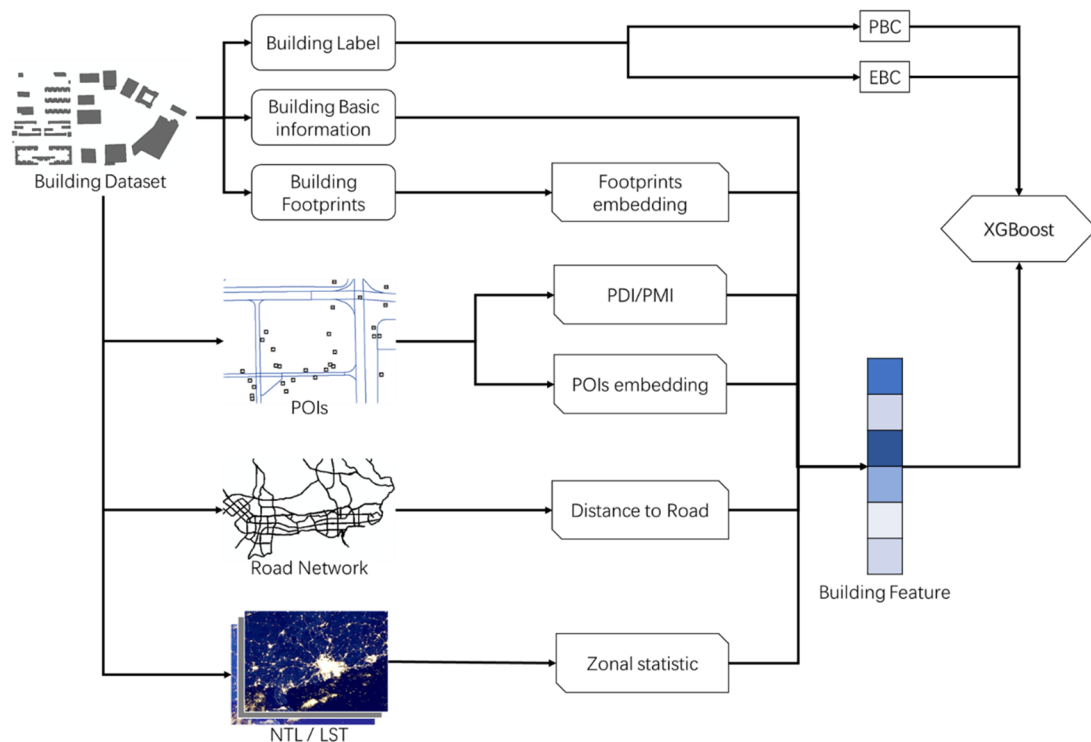 Building Label
PBC
EBC
Building Basic
information
Building Dataset
Building
Footprints
Footprints
embedding
XGBoost
PDI/PMI
POIs embedding
POIs
Distance to Road
Road Network
Building Feature
Zonal statistic
NTL / LST